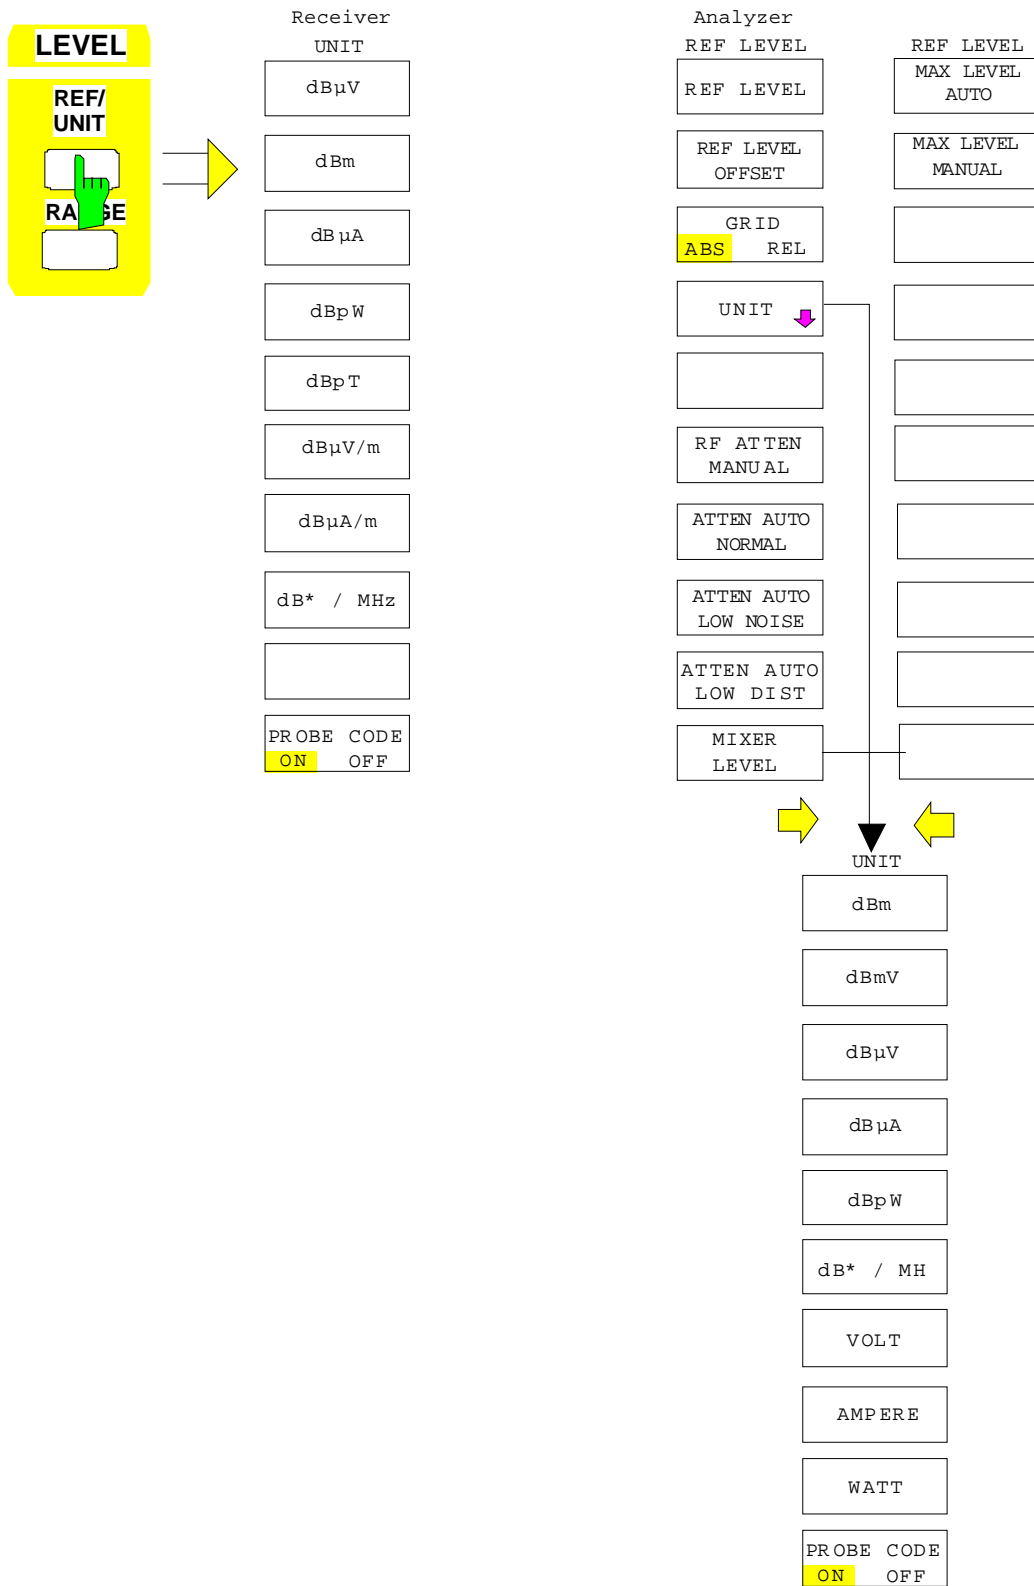 LEVEL
REF/
UNIT
RANGE
Receiver
UNIT
dBµV
dBm
dBµA
dBpW
dBpT
dBµV/m
dBµA/m
dB* / MHz
PROBE CODE
ON OFF
Analyzer
REF LEVEL
REF LEVEL
REF LEVEL
OFFSET
GRID
ABS REL
UNIT
RF ATTEN
MANUAL
ATTEN AUTO
NORMAL
ATTEN AUTO
LOW NOISE
ATTEN AUTO
LOW DIST
MIXER
LEVEL
REF LEVEL
MAX LEVEL
AUTO
MAX LEVEL
MANUAL
UNIT
dBm
dBmV
dBµV
dBµA
dBpW
dB* / MH
VOLT
AMPERE
WATT
PROBE CODE
ON OFF